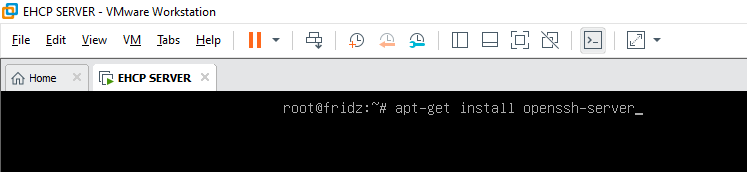 EHCP SERVER - VMware Workstation
File Edit View VM Tabs Help
Home EHCP SERVER
root@fridz:~# apt-get install openssh-server_